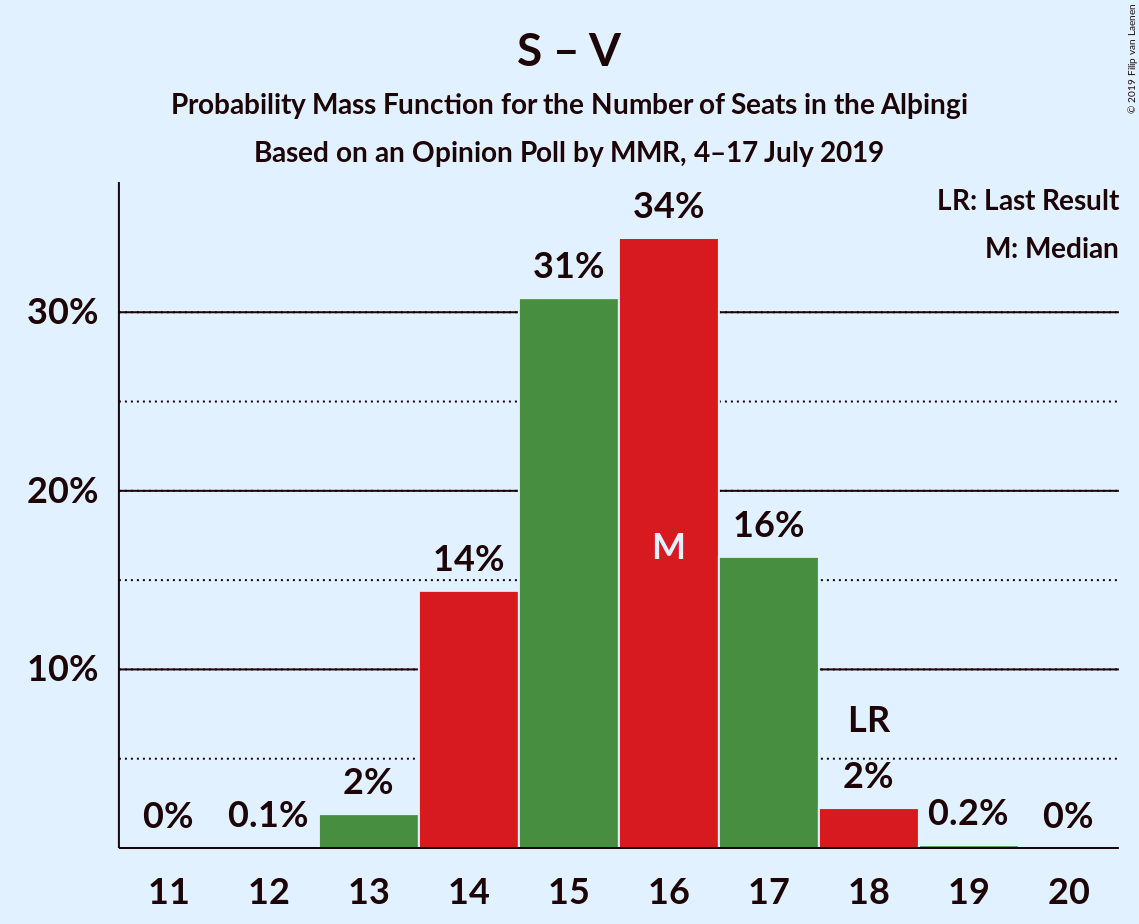 S – V
Probability Mass Function for the Number of Seats in the Alþingi
Based on an Opinion Poll by MMR, 4–17 July 2019
© 2019 Filip van Laenen
LR: Last Result
M: Median
34%
31%
30%
20%
16%
M
14%
10%
LR
2%
2%
0%
0.1%
0.2%
0%
11 12 13 14 15 16 17 18 19 20